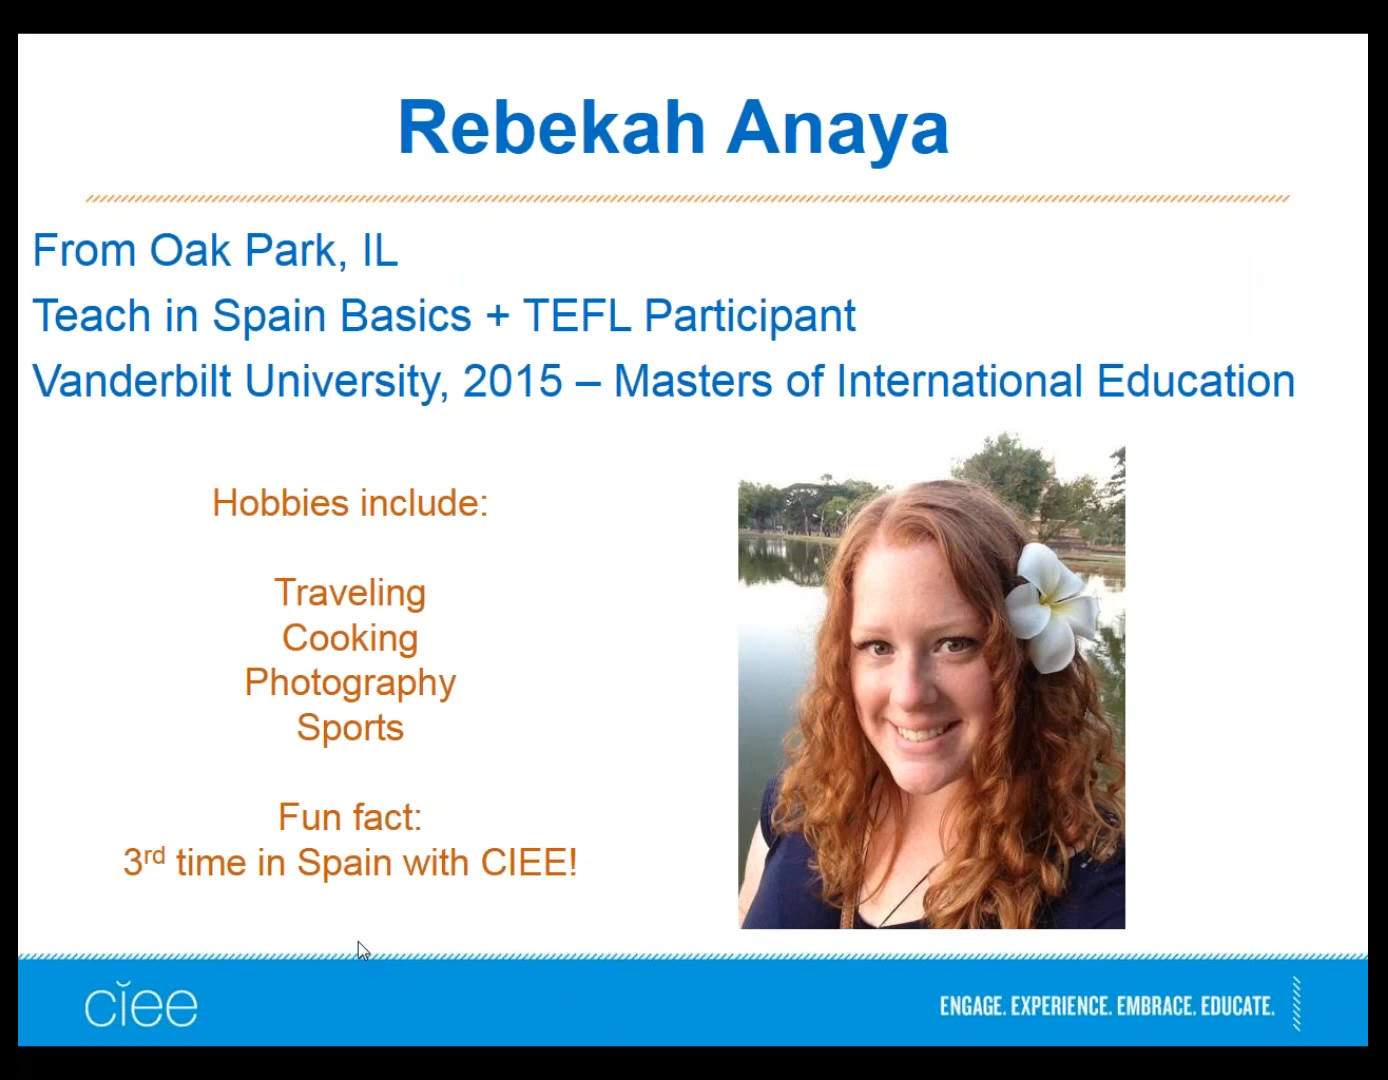 Rebekah Anaya
From Oak Park, IL
Teach in Spain Basics + TEFL Participant
Vanderbilt University, 2015 – Masters of International Education
Hobbies include:
Traveling
Cooking
Photography
Sports
Fun fact:
3rd time in Spain with CIEE!
ciee
ENGAGE. EXPERIENCE. EMBRACE. EDUCATE.